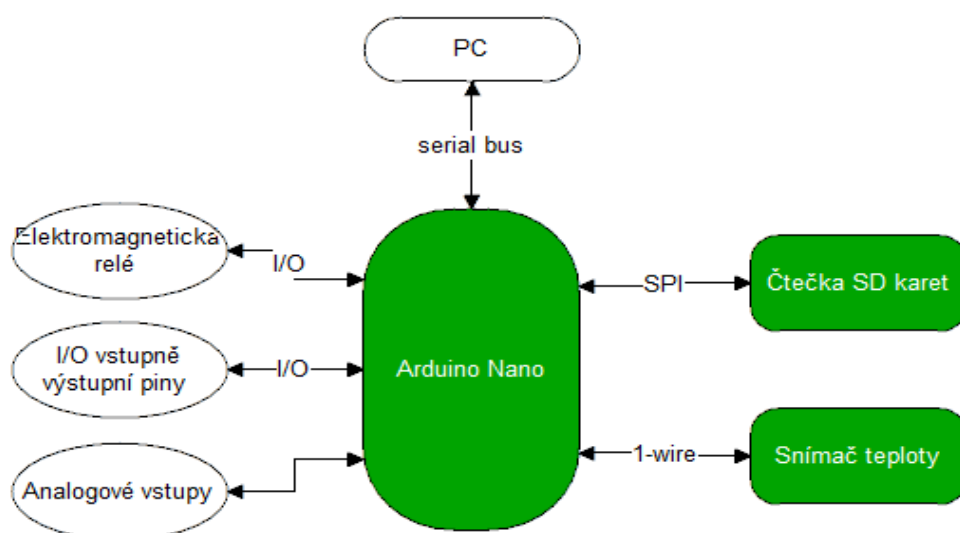 PC
serial bus
Elektromagnetická
relé
I/O
SPI
Čtečka SD karet
I/O vstupně
výstupní piny
I/O
Arduino Nano
1-wire
Snímač teploty
Analogové vstupy